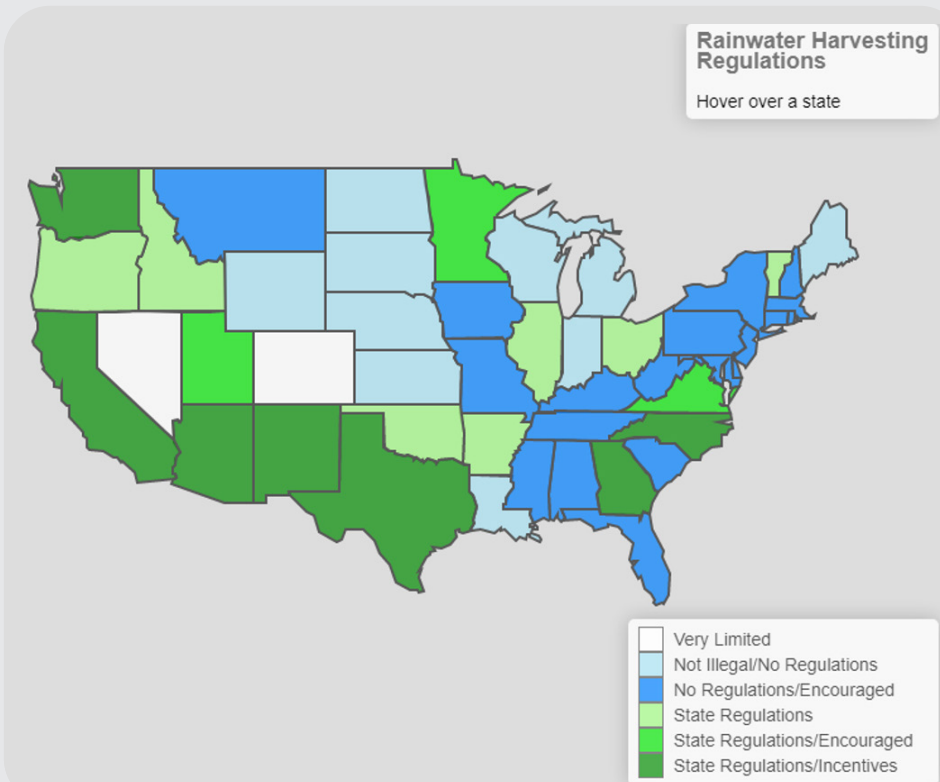 Rainwater Harvesting
Regulations
Hover over a state
Very Limited
Not Illegal/No Regulations
No Regulations/Encouraged
State Regulations
State Regulations/Encouraged
State Regulations/Incentives